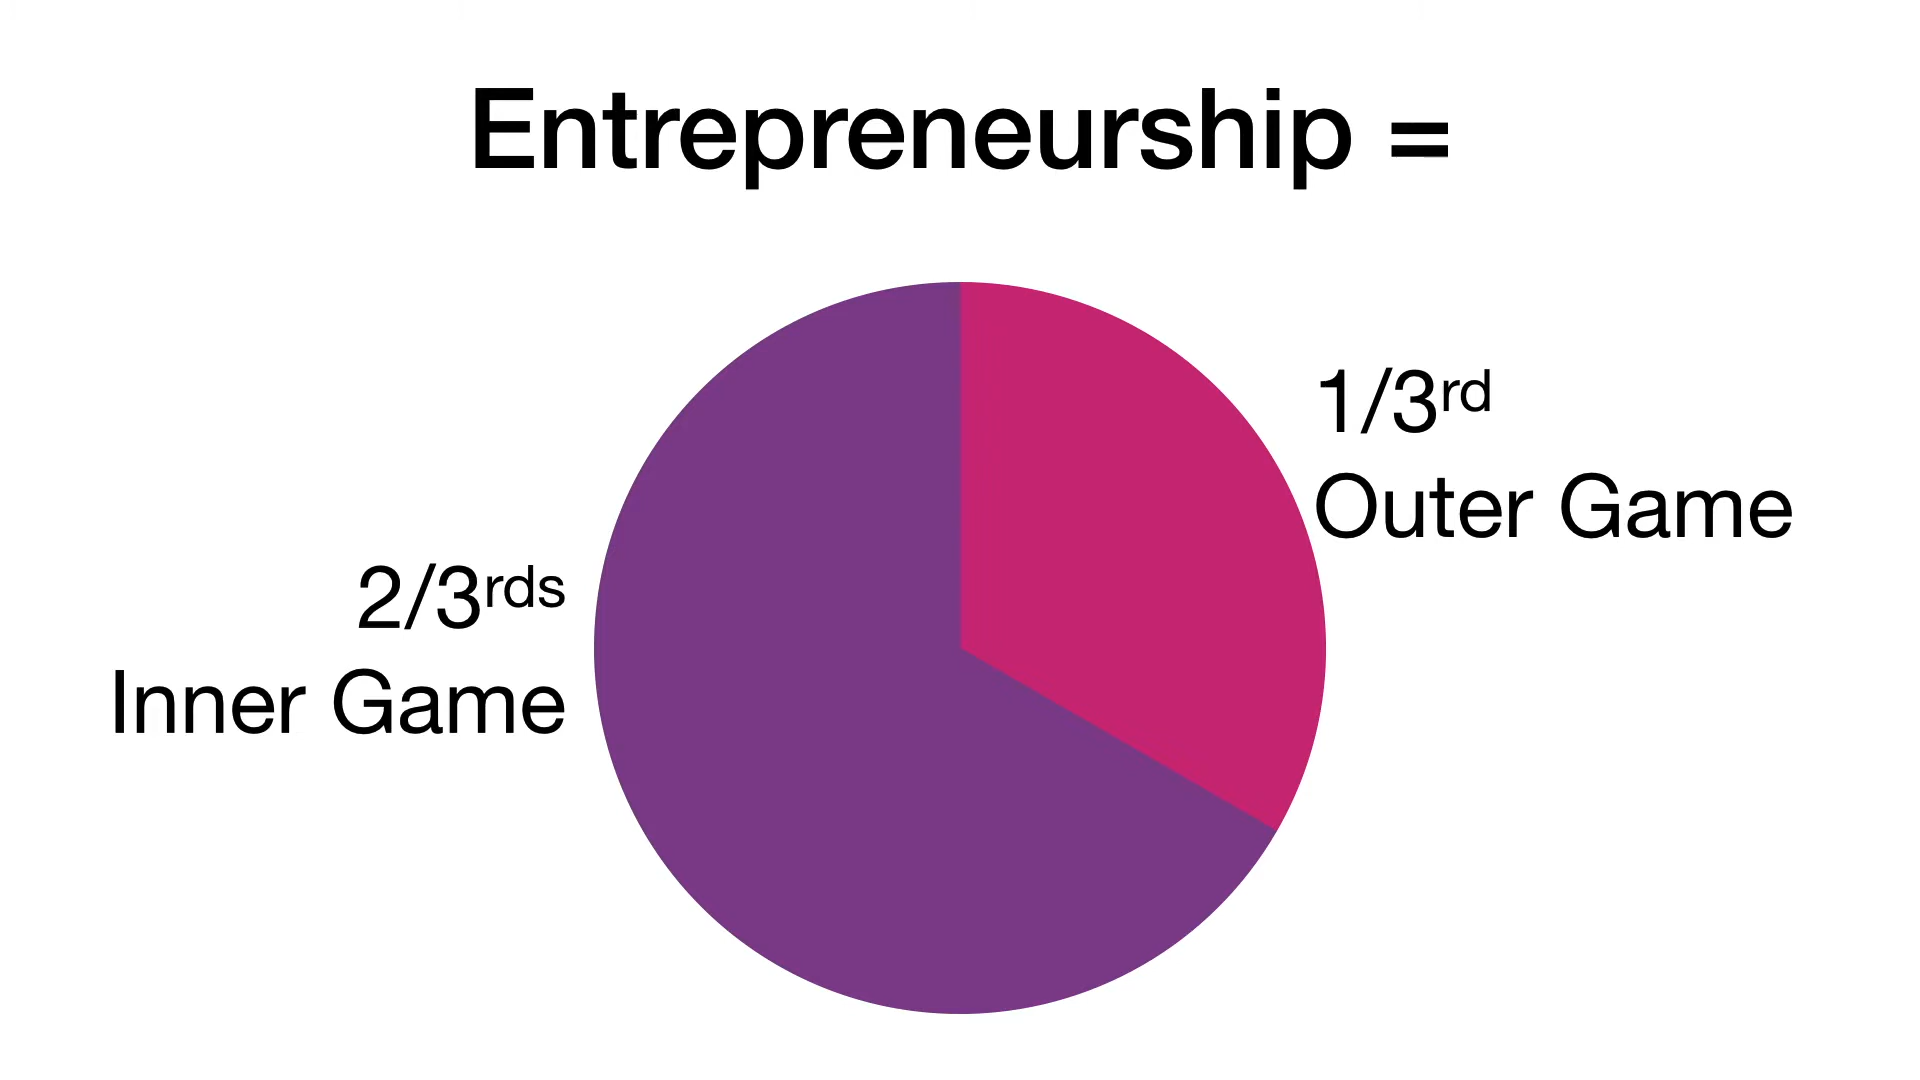 Entrepreneurship =
1/3rd
Outer Game
2/3rds
Inner Game